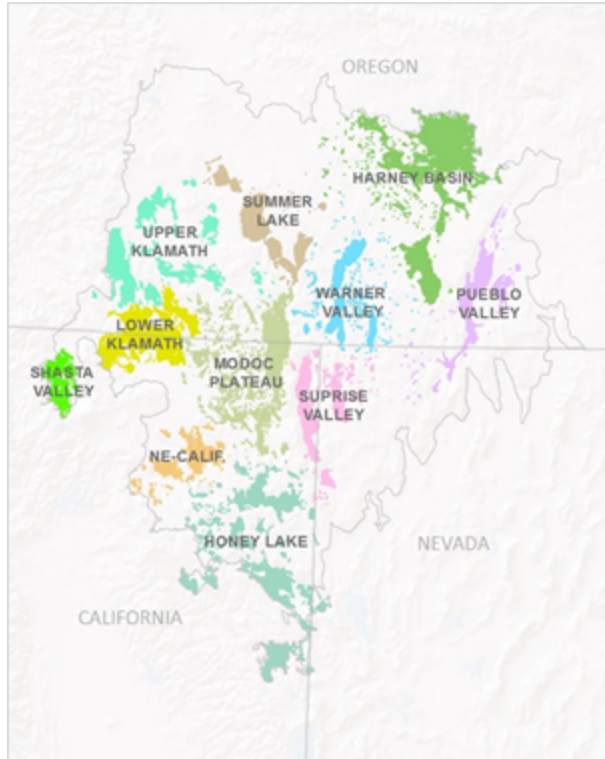 OREGON
HARNEY BASIN
SUMMER
LAKE
UPPER
KLAMATH
WARNER
VALLEY
PUEBLO
VALLEY
LOWER
KLAMATH
MODOC
PLATEAU
SHASTA
VALLEY
SUPRISE
VALLEY
NE-CALIF.
HONEY LAKE
NEVADA
CALIFORNIA